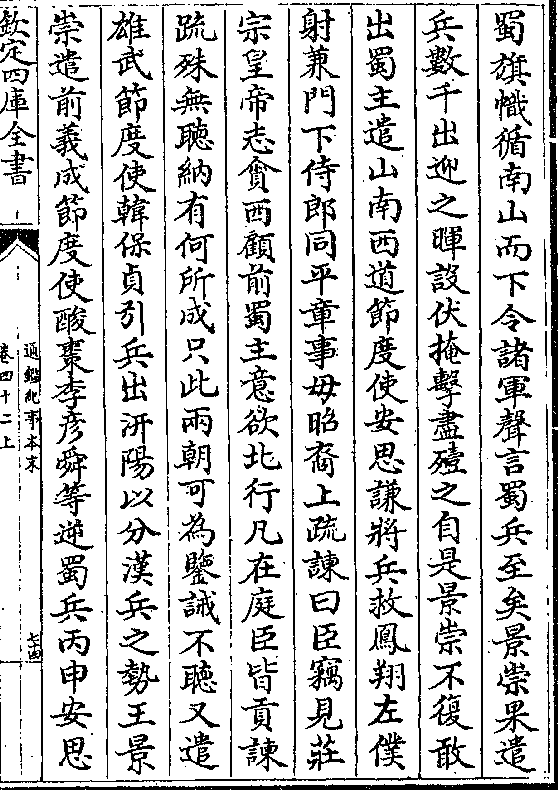 蜀旗幟循南山而下令諸軍聲言蜀兵至矣景崇果遣
兵數千出迎之暉設伏掩擊盡殪之自是景崇不復敢
出蜀主遣山南西道節度使安思謙將兵救鳳翔左僕
射兼門下侍郎同平章事毋昭裔上疏諫曰臣竊見莊
宗皇帝志貪西顧前蜀主意欲北行凡在庭臣皆貢諫
疏殊無聽納有何所成只此兩朝可為鑒誡不聽又遣
雄武節度使韓保貞引兵出汧陽以分漢兵之勢王景
崇遣前義成節度使酸棗李彥舜等逆蜀兵丙申安思
欽定四庫全書
通鑑紀事本末
卷四十二上
七十四